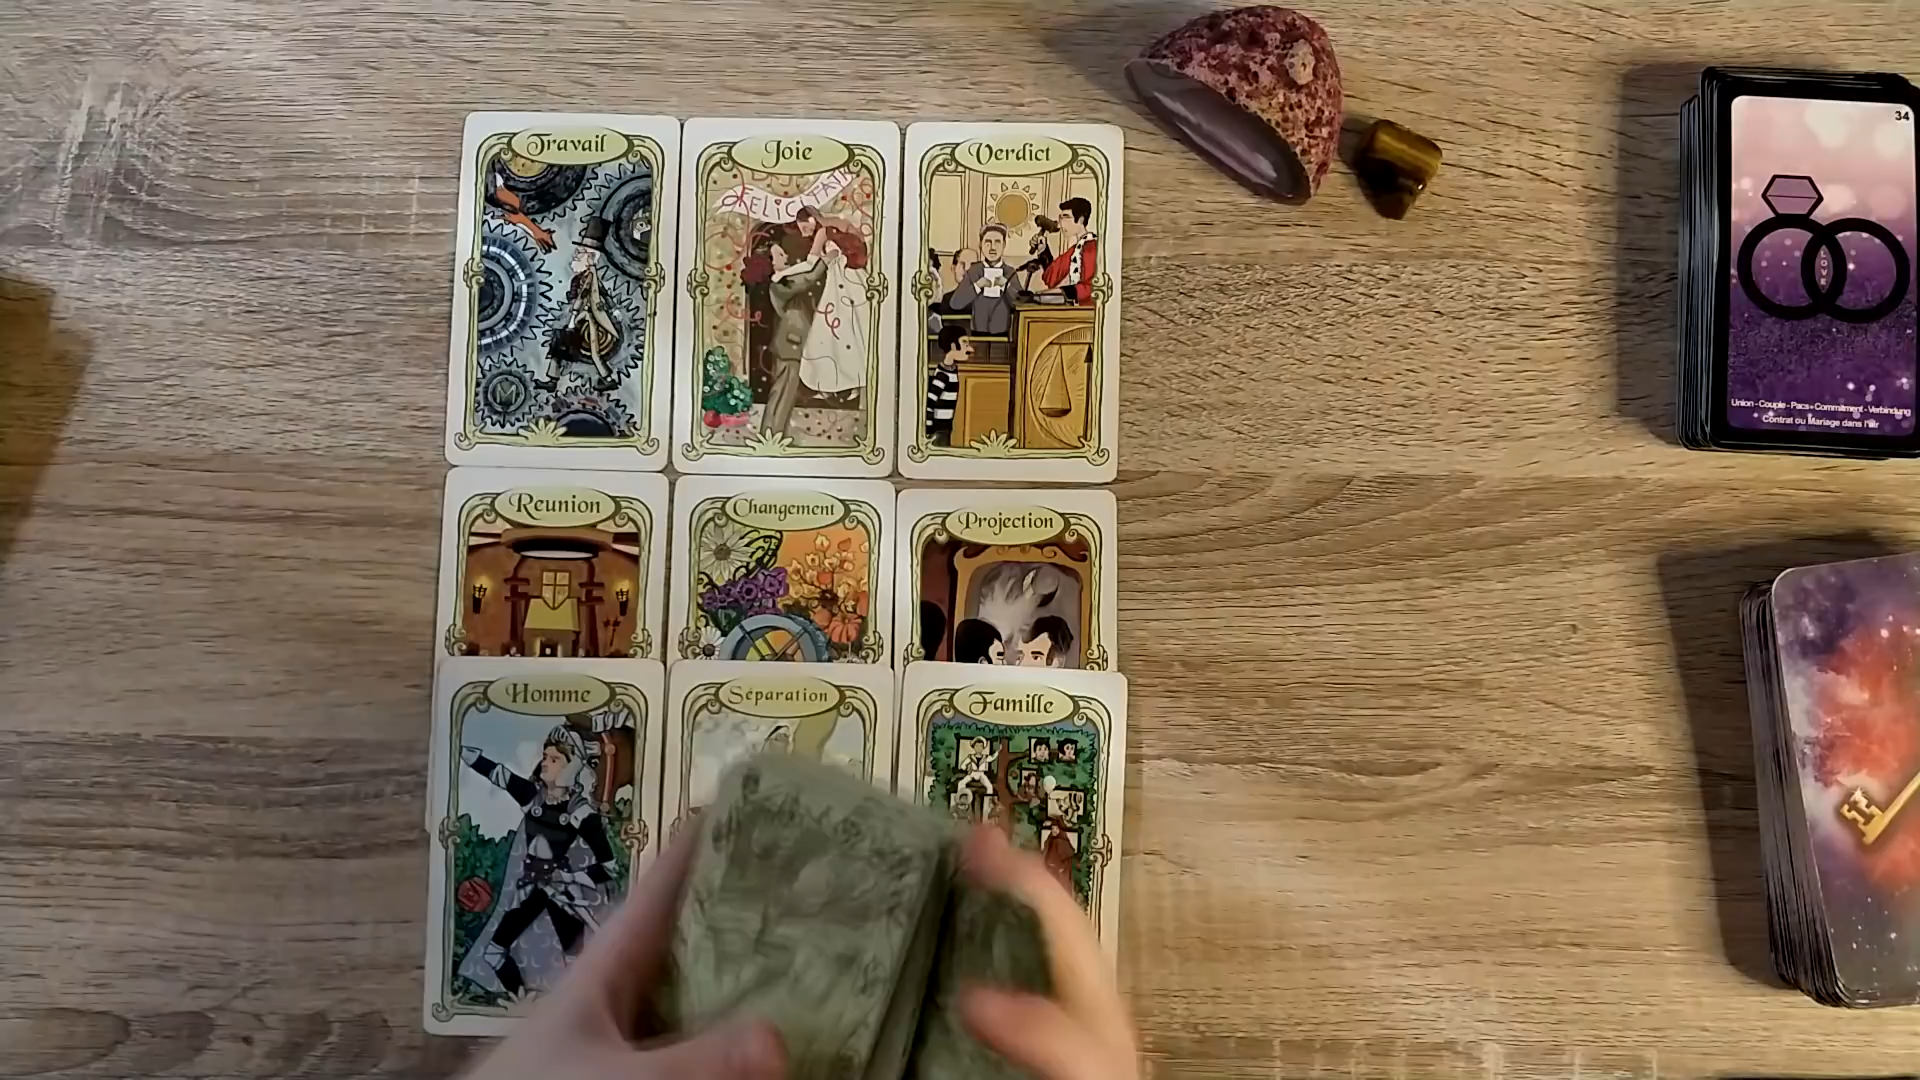 Travail
Joie
FELICITATI
Verdict
M
Reunion
Changement
Projection
Homme
Séparation
Famille
34
LOVE
Union - Couple - Pacs - Commitment - Verbindung
Contrat ou Mariage dans l'air